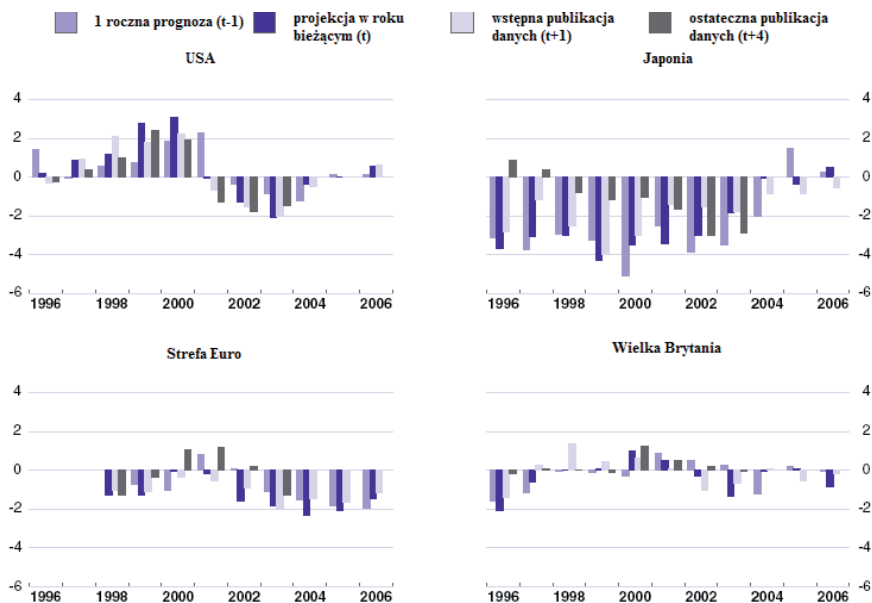 1 roczna prognoza (t-1)
projekcja w roku
bieżącym (t)
wstępna publikacja
danych (t+1)
ostateczna publikacja
danych (t+4)
USA
4
2
0
-2
-4
-6
1996 1998 2000 2002 2004 2006
Japonia
4
2
0
-2
-4
-6
1996 1998 2000 2002 2004 2006
Strefa Euro
4
2
0
-2
-4
-6
1996 1998 2000 2002 2004 2006
Wielka Brytania
4
2
0
-2
-4
-6
1996 1998 2000 2002 2004 2006